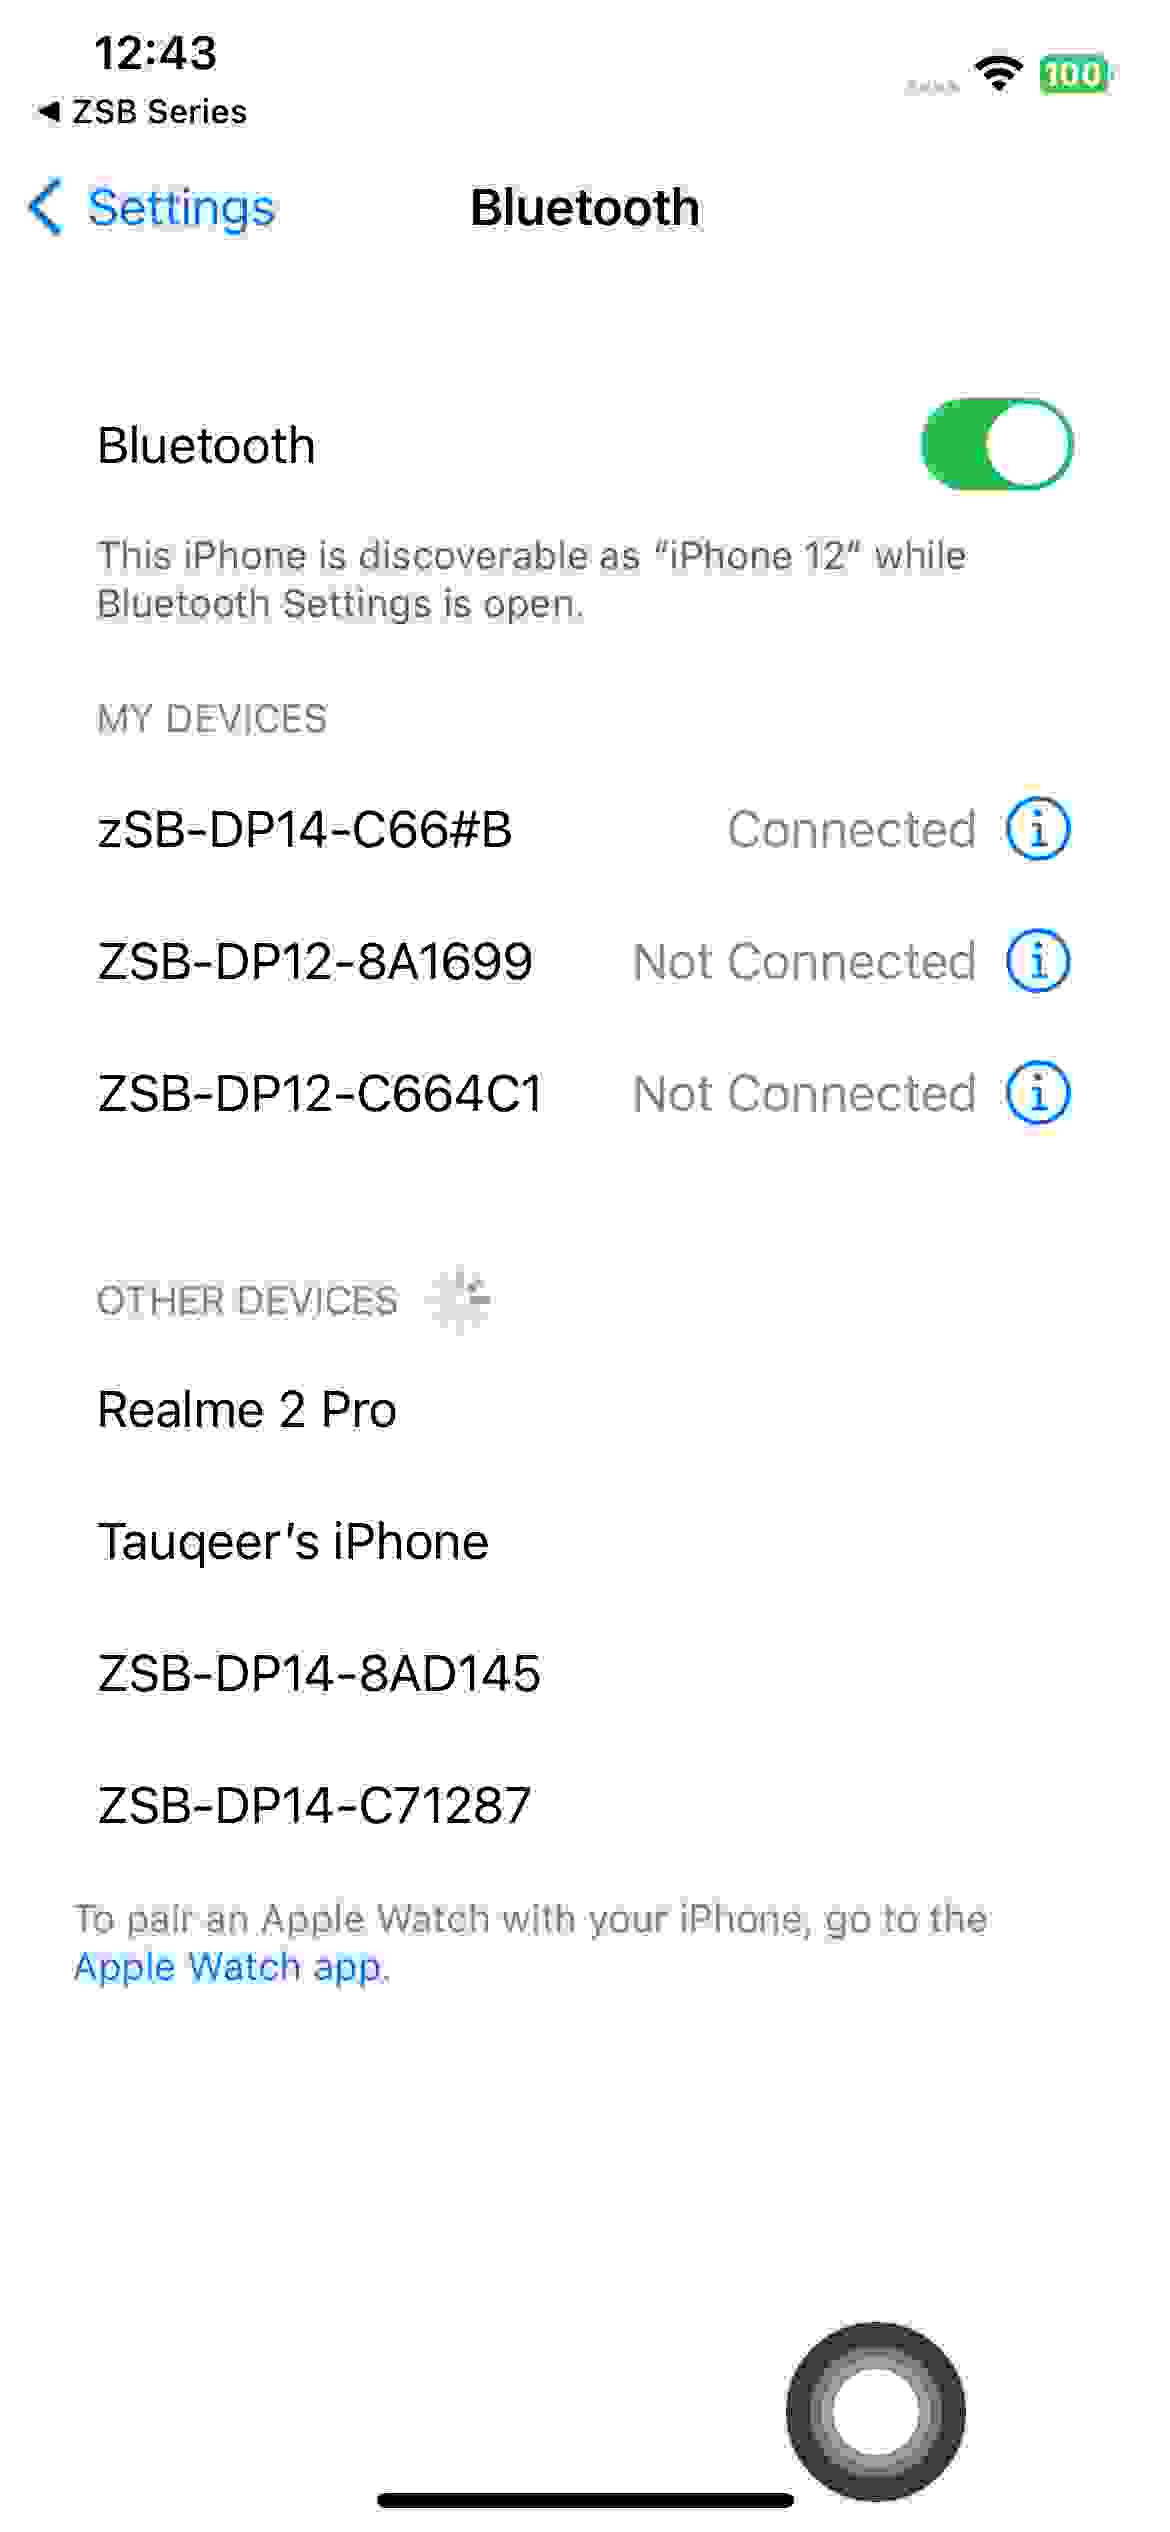 12:43
100
◀ ZSB Series
Settings
Bluetooth
Bluetooth
This iPhone is discoverable as “iPhone 12” while
Bluetooth Settings is open.
MY DEVICES
zSB-DP14-C66#B
Connected
ZSB-DP12-8A1699
Not Connected
ZSB-DP12-C664C1
Not Connected
OTHER DEVICES
Realme 2 Pro
Tauqeer’s iPhone
ZSB-DP14-8AD145
ZSB-DP14-C71287
To pair an Apple Watch with your iPhone, go to the
Apple Watch app.